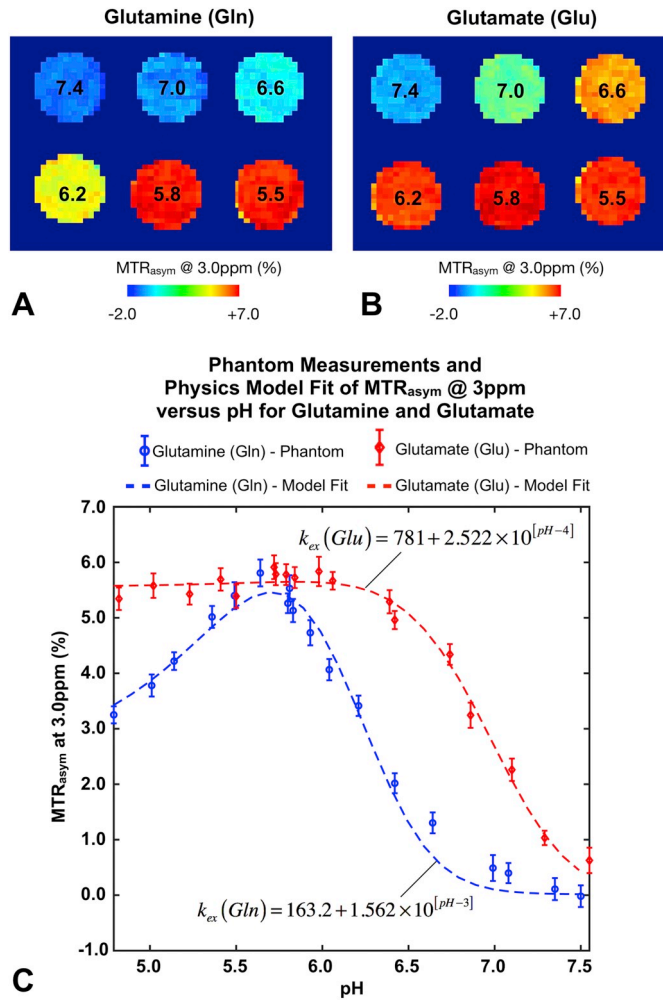 Glutamine (Gln)
7.4 7.0 6.6
6.2 5.8 5.5
MTRasym @ 3.0ppm (%)
-2.0 +7.0
A
Glutamate (Glu)
7.4 7.0 6.6
6.2 5.8 5.5
MTRasym @ 3.0ppm (%)
-2.0 +7.0
B
Phantom Measurements and
Physics Model Fit of MTRasym @ 3ppm
versus pH for Glutamine and Glutamate
Glutamine (Gln) - Phantom
Glutamate (Glu) - Phantom
Glutamine (Gln) - Model Fit
Glutamate (Glu) - Model Fit
7.0
6.0
5.0
4.0
3.0
2.0
1.0
0.0
-1.0
MTRasym at 3.0ppm (%)
kex(Glu) = 781 + 2.522 × 10^[pH−4]
kex(Gln) = 163.2 + 1.562 × 10^[pH−3]
5.0 5.5 6.0 6.5 7.0 7.5
pH
C